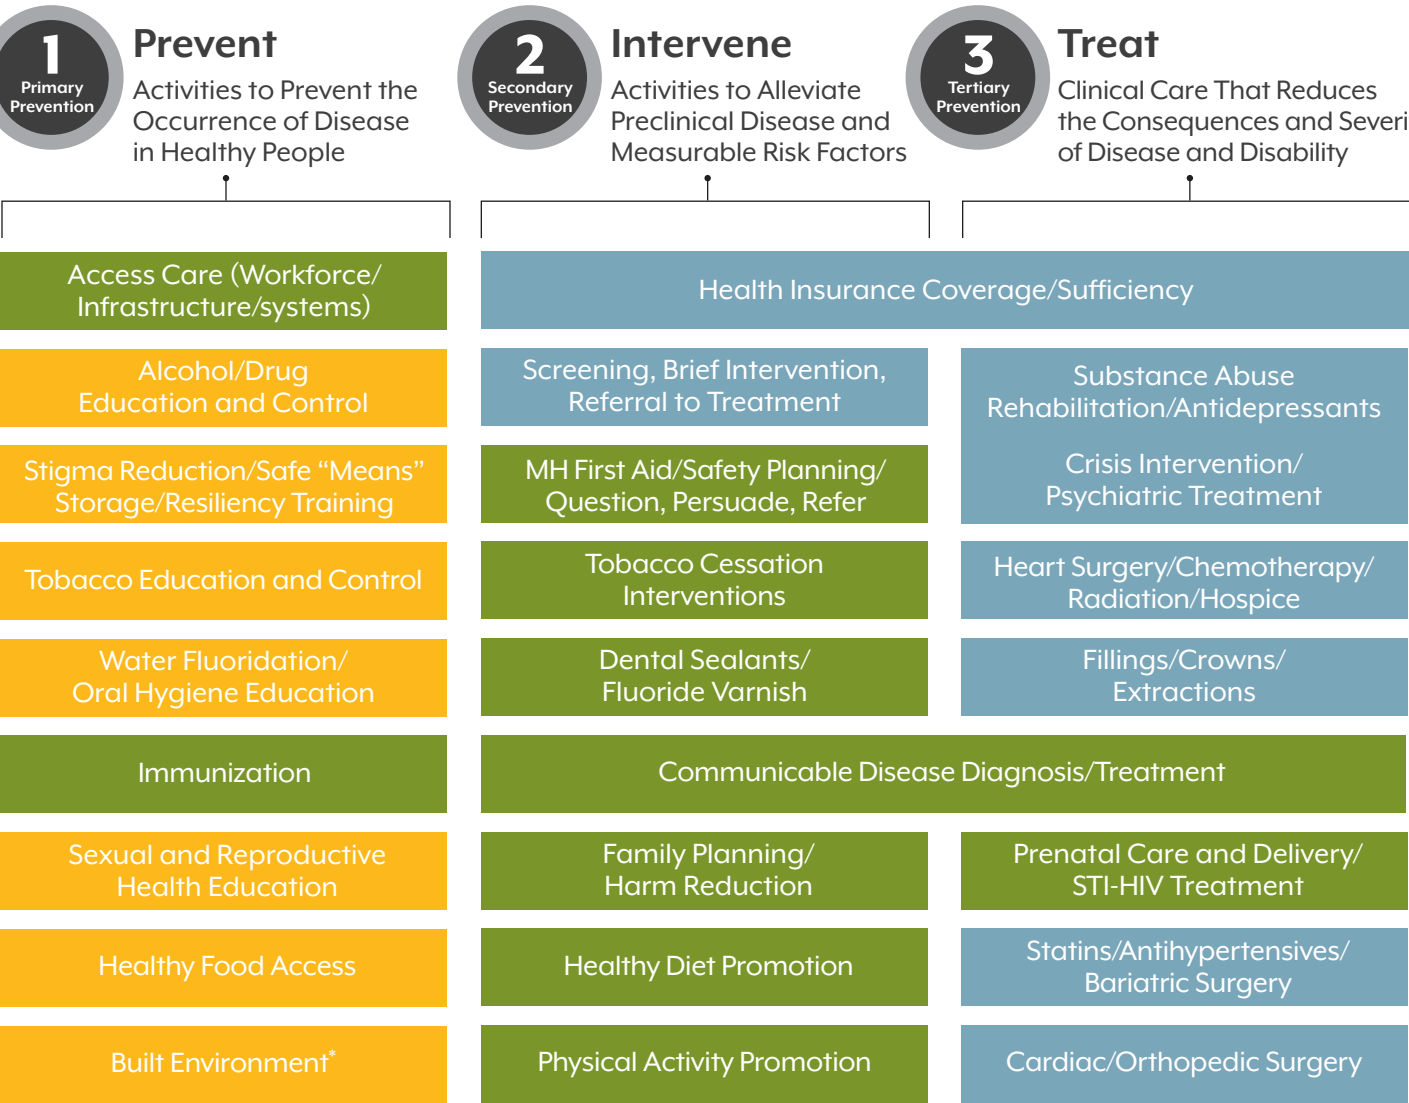 1
Primary
Prevention
Prevent
Activities to Prevent the
Occurrence of Disease
in Healthy People
2
Secondary
Prevention
Intervene
Activities to Alleviate
Preclinical Disease and
Measurable Risk Factors
3
Tertiary
Prevention
Treat
Clinical Care That Reduces
the Consequences and Severi
of Disease and Disability
Access Care (Workforce/
Infrastructure/systems)
Health Insurance Coverage/Sufficiency
Alcohol/Drug
Education and Control
Screening, Brief Intervention,
Referral to Treatment
Substance Abuse
Rehabilitation/Antidepressants
Stigma Reduction/Safe “Means”
Storage/Resiliency Training
MH First Aid/Safety Planning/
Question, Persuade, Refer
Crisis Intervention/
Psychiatric Treatment
Tobacco Education and Control
Tobacco Cessation
Interventions
Heart Surgery/Chemotherapy/
Radiation/Hospice
Water Fluoridation/
Oral Hygiene Education
Dental Sealants/
Fluoride Varnish
Fillings/Crowns/
Extractions
Immunization
Communicable Disease Diagnosis/Treatment
Sexual and Reproductive
Health Education
Family Planning/
Harm Reduction
Prenatal Care and Delivery/
STI-HIV Treatment
Healthy Food Access
Healthy Diet Promotion
Statins/Antihypertensives/
Bariatric Surgery
Built Environment*
Physical Activity Promotion
Cardiac/Orthopedic Surgery